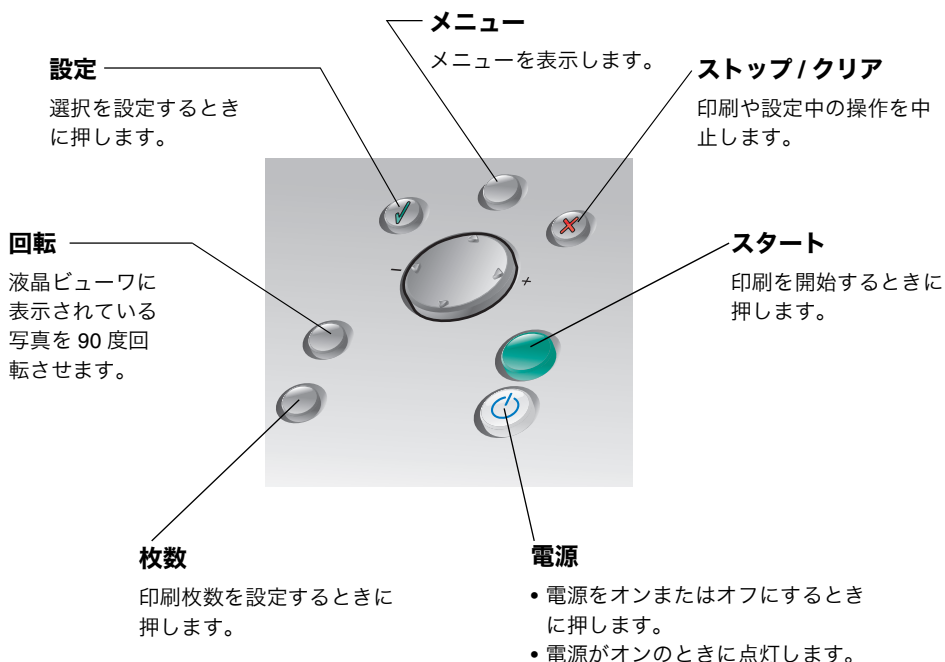 メニュー
メニューを表示します。
設定
選択を設定するとき
に押します。
ストップ / クリア
印刷や設定中の操作を中
止します。
回転
液晶ビューワに
表示されている
写真を 90 度回
転させます。
スタート
印刷を開始するときに
押します。
−
+
枚数
印刷枚数を設定するときに
押します。
電源
• 電源をオンまたはオフにするとき
に押します。
• 電源がオンのときに点灯します。